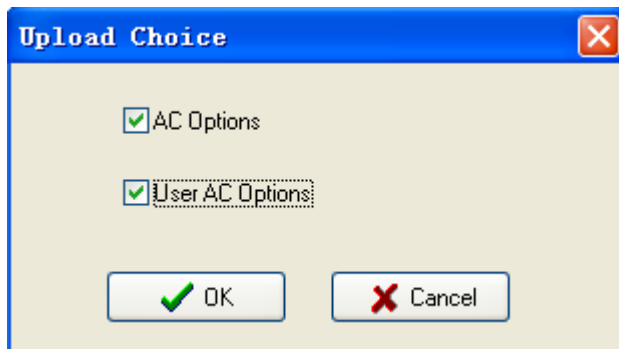 Upload Choice
AC Options
User AC Options
OK Cancel